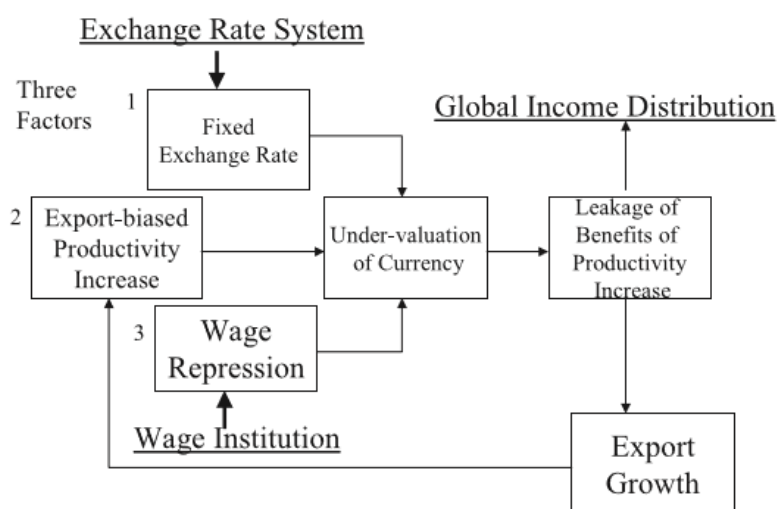 Exchange Rate System
Three
Factors
1
Fixed
Exchange Rate
Global Income Distribution
2
Export-biased
Productivity
Increase
Under-valuation
of Currency
Leakage of
Benefits of
Productivity
Increase
3
Wage
Repression
Wage Institution
Export
Growth